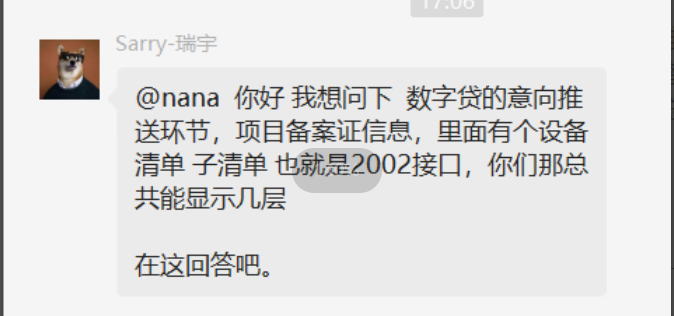 17:06
Sarry-瑞宇
@nana 你好 我想问下 数字贷的意向推
送环节，项目备案证信息，里面有个设备
清单 子清单 也就是2002接口，你们那总
共能显示几层
在这回答吧。